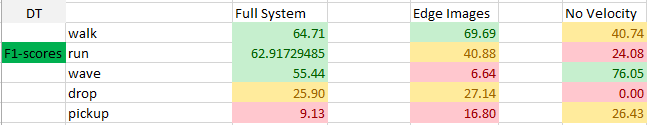 DT Full System Edge Images No Velocity
walk 64.71 69.69 40.74
F1-scores run 62.91729485 40.88 24.08
wave 55.44 6.64 76.05
drop 25.90 27.14 0.00
pickup 9.13 16.80 26.43